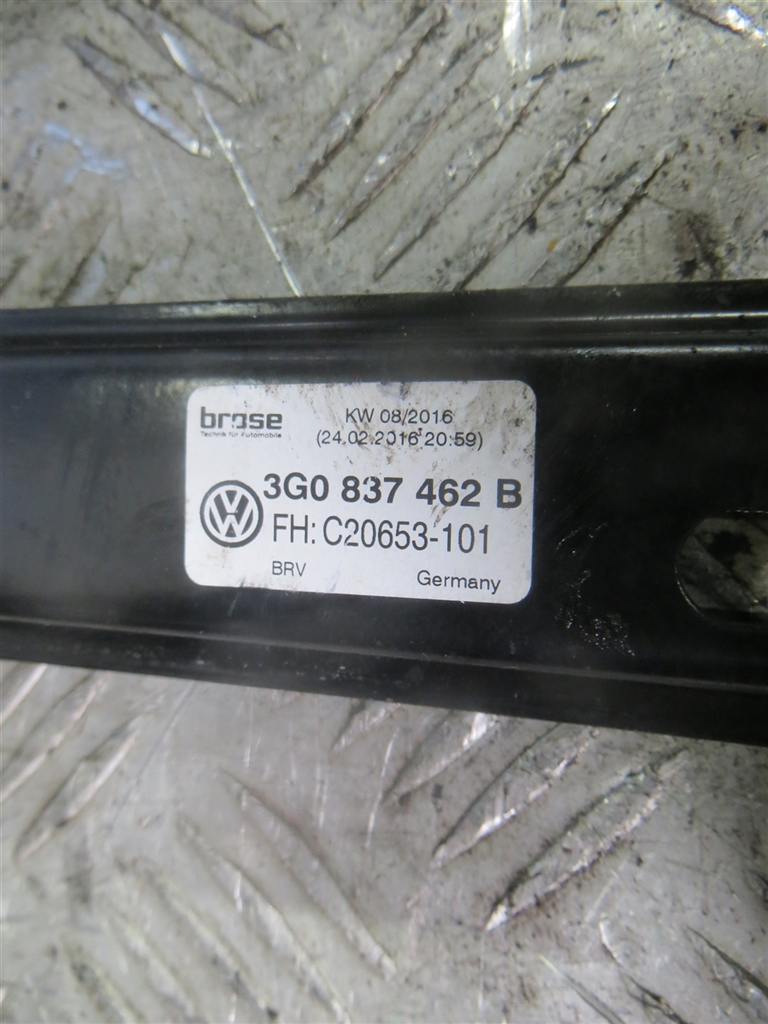 brose
Technik für Automobile
KW 08/2016
(24.02.2016 20:59)
3G0 837 462 B
FH: C20653-101
BRV
Germany